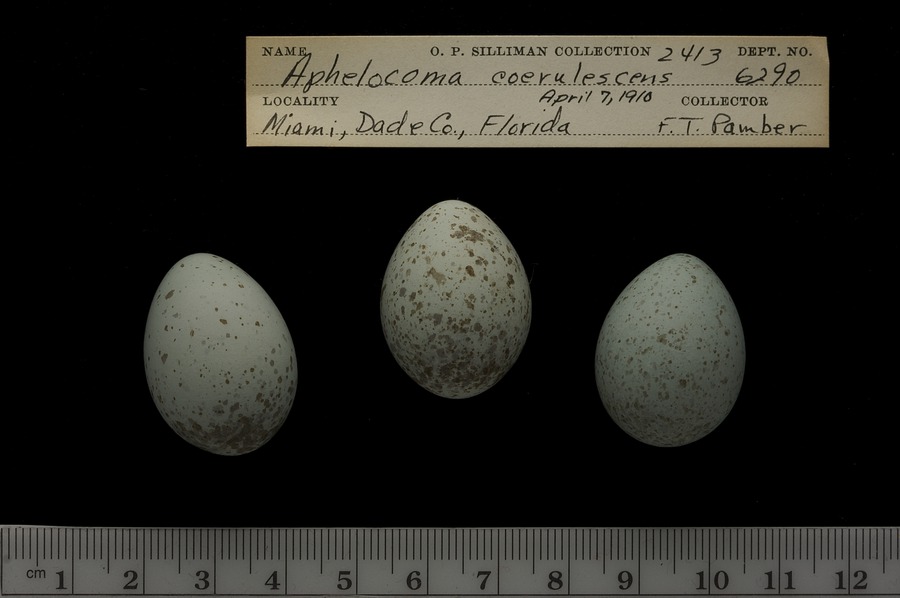 NAME O. P. SILLIMAN COLLECTION 2413 DEPT. NO.
Aphelocoma coerulescens 6290
LOCALITY April 7, 1910 COLLECTOR
Miami, Dade Co., Florida F. T. Pamber
cm 1 2 3 4 5 6 7 8 9 10 11 12